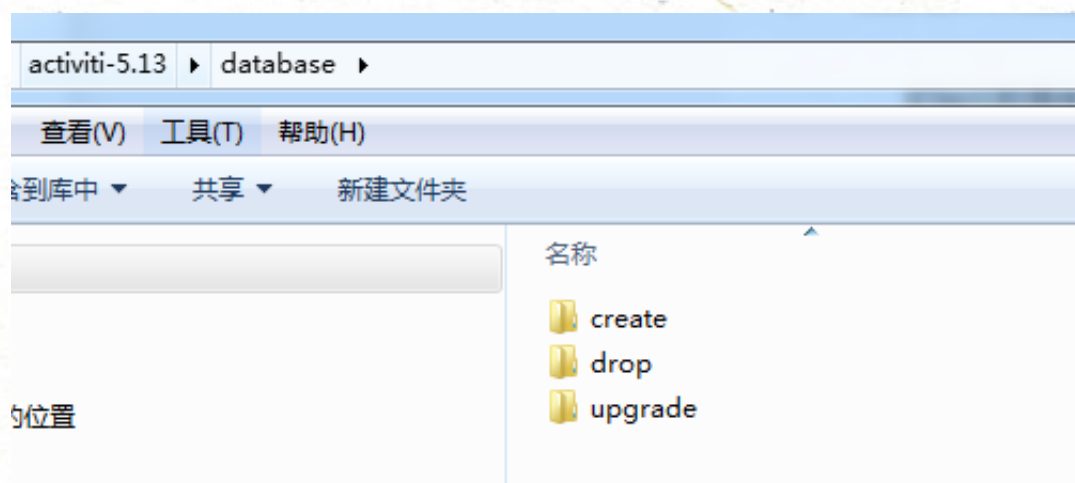 activiti-5.13 ▸ database ▸
查看(V) 工具(T) 帮助(H)
含到库中 ▼ 共享 ▼ 新建文件夹
名称
create
drop
upgrade
的位置